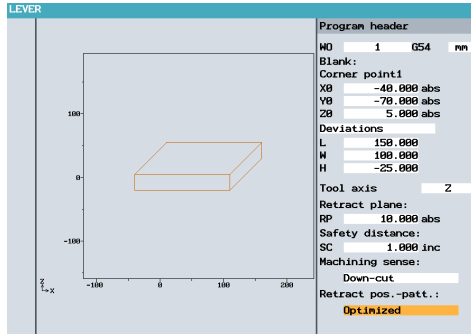 LEVER
Program header
WO 1 G54 mm
Blank:
Corner point1
X0 -40.000 abs
Y0 -70.000 abs
Z0 5.000 abs
Deviations
L 150.000
W 100.000
H -25.000
Tool axis Z
Retract plane:
RP 10.000 abs
Safety distance:
SC 1.000 inc
Machining sense:
Down-cut
Retract pos.-patt.:
Optimized
100
0
-100
Z
X
-100 0 100 200